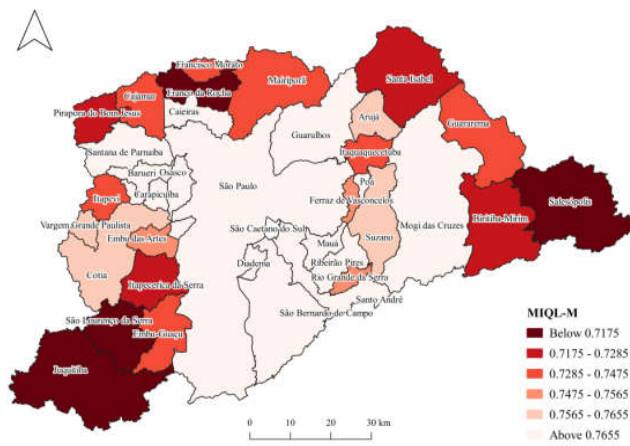 Francisco Morato
Mairiporã
Santa Isabel
Cajamar
Franco da Rocha
Pirapora do Bom Jesus
Caieiras
Arujá
Guararema
Guarulhos
Santana de Parnaíba
Itaquaquecetuba
Barueri
Osasco
Poá
Salesópolis
Itapevi
Carapicuíba
São Paulo
Ferraz de Vasconcelos
Biritiba-Mirim
Vargem Grande Paulista
São Caetano do Sul
Mogi das Cruzes
Embu das Artes
Mauá
Suzano
Cotia
Diadema
Ribeirão Pires
Itapecerica da Serra
Rio Grande da Serra
Santo André
São Lourenço da Serra
São Bernardo do Campo
Embu-Guaçu
Juquitiba
MIQL-M
Below 0.7175
0.7175 - 0.7285
0.7285 - 0.7475
0.7475 - 0.7565
0.7565 - 0.7655
Above 0.7655
0 10 20 30 km